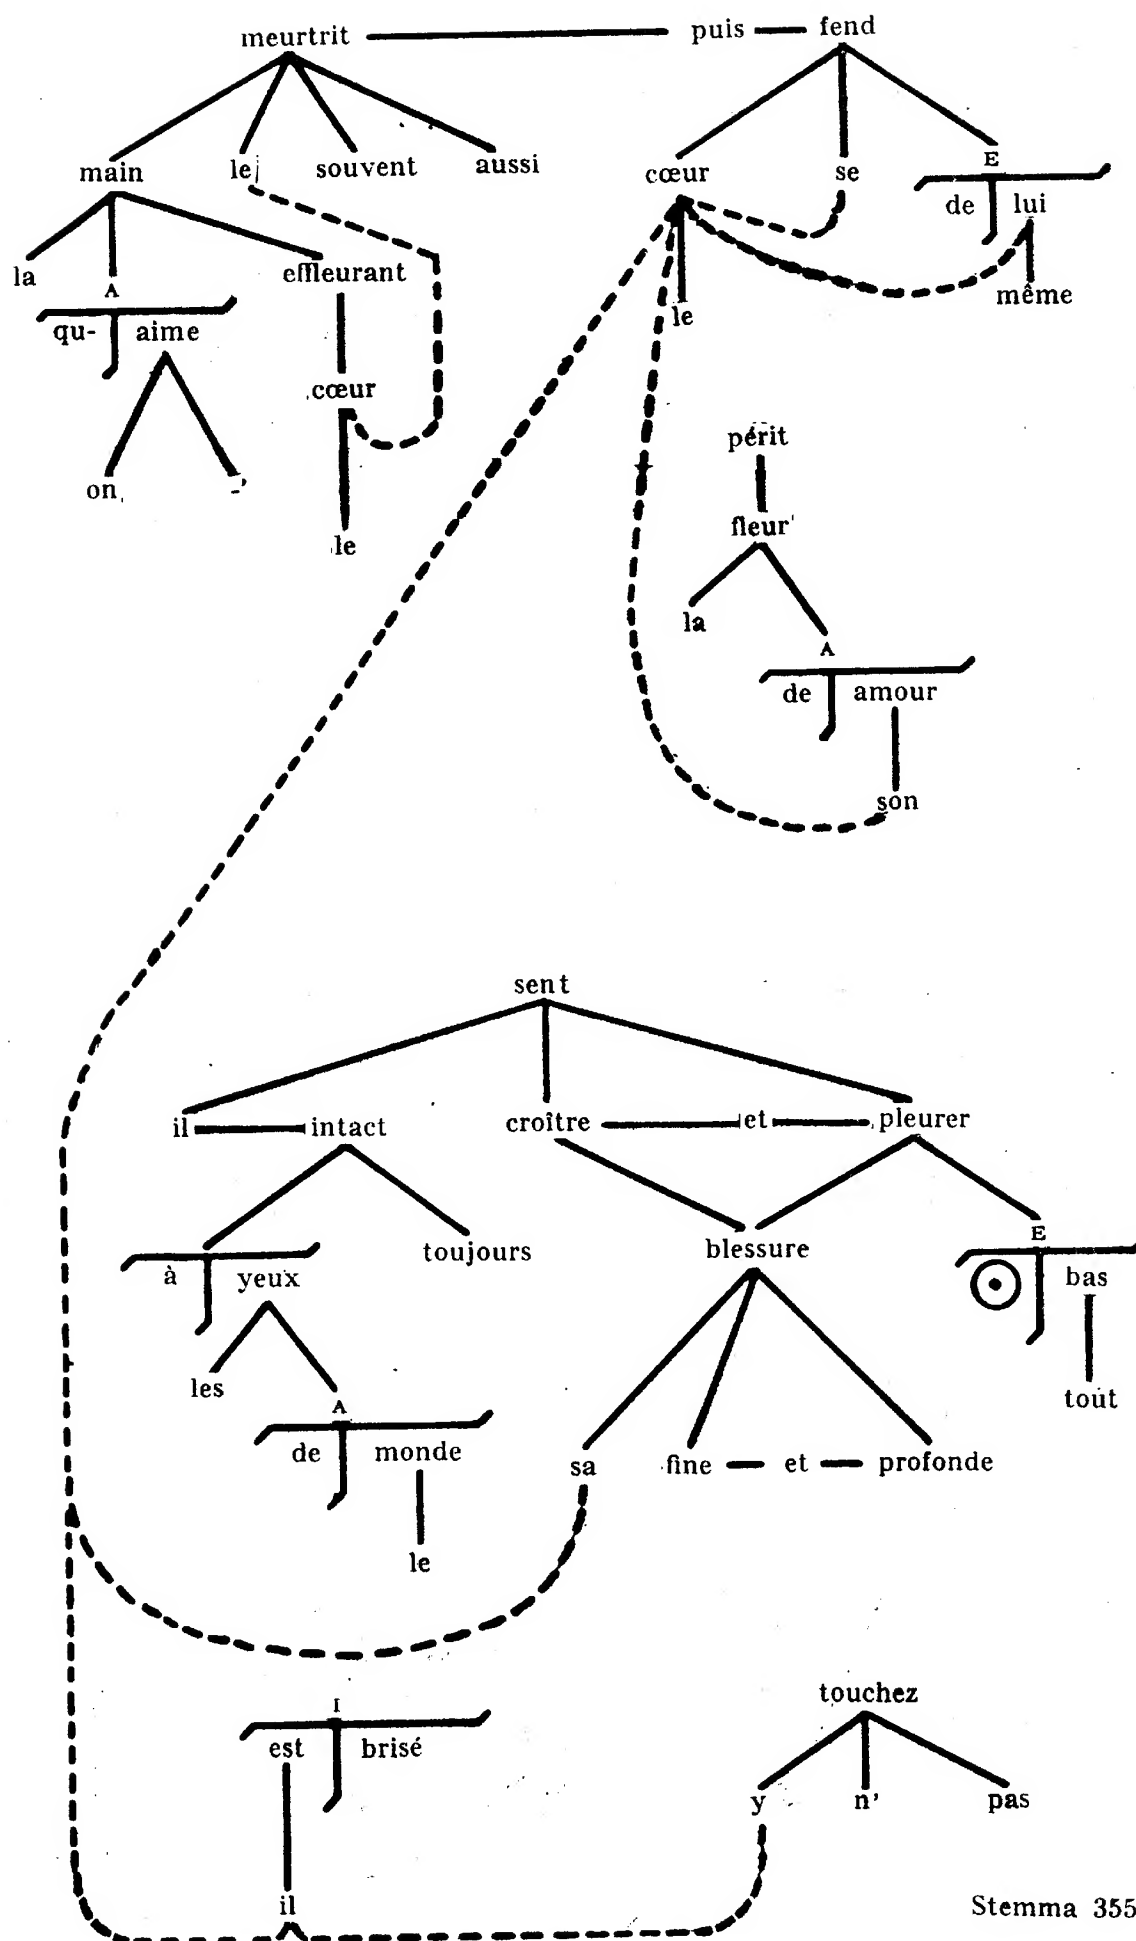 meurtrit puis fend
main le souvent aussi cœur se E
de lui
la A effleurant même
qu- aime le
cœur
on -'
le
périt
fleur
la A
de amour
son
sent
il intact croître et pleurer
à yeux toujours blessure E
bas
les A tout
de monde sa fine et profonde
le
I touchez
est brisé
y n' pas
il
Stemma 355